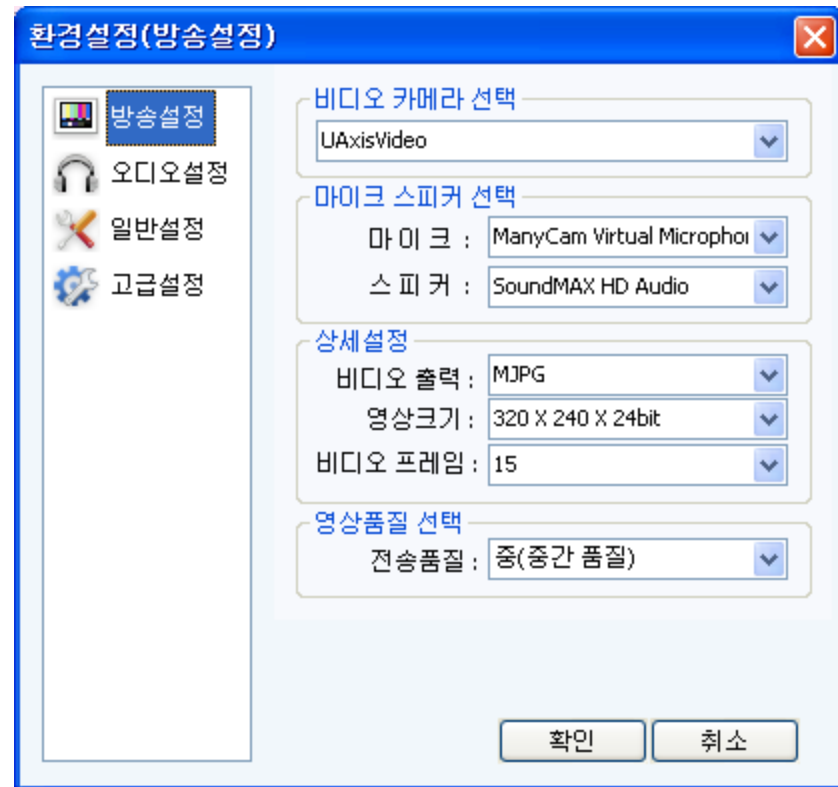 환경설정(방송설정)
방송설정
오디오설정
일반설정
고급설정
비디오 카메라 선택
UAxisVideo
마이크 스피커 선택
마 이 크 : ManyCam Virtual Microphoi
스 피 커 : SoundMAX HD Audio
상세설정
비디오 출력 : MJPG
영상크기 : 320 X 240 X 24bit
비디오 프레임 : 15
영상품질 선택
전송품질 : 중(중간 품질)
확인 취소